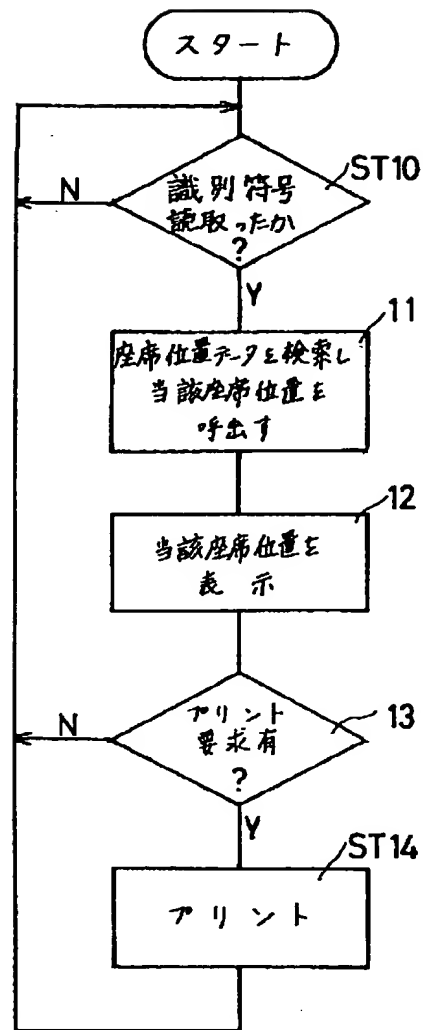 スタート
識別符号
読取ったか
?
ST10
N
Y
11
座席位置データを検索し
当該座席位置を
呼出す
12
当該座席位置を
表示
13
プリント
要求有
?
N
Y
ST14
プリント